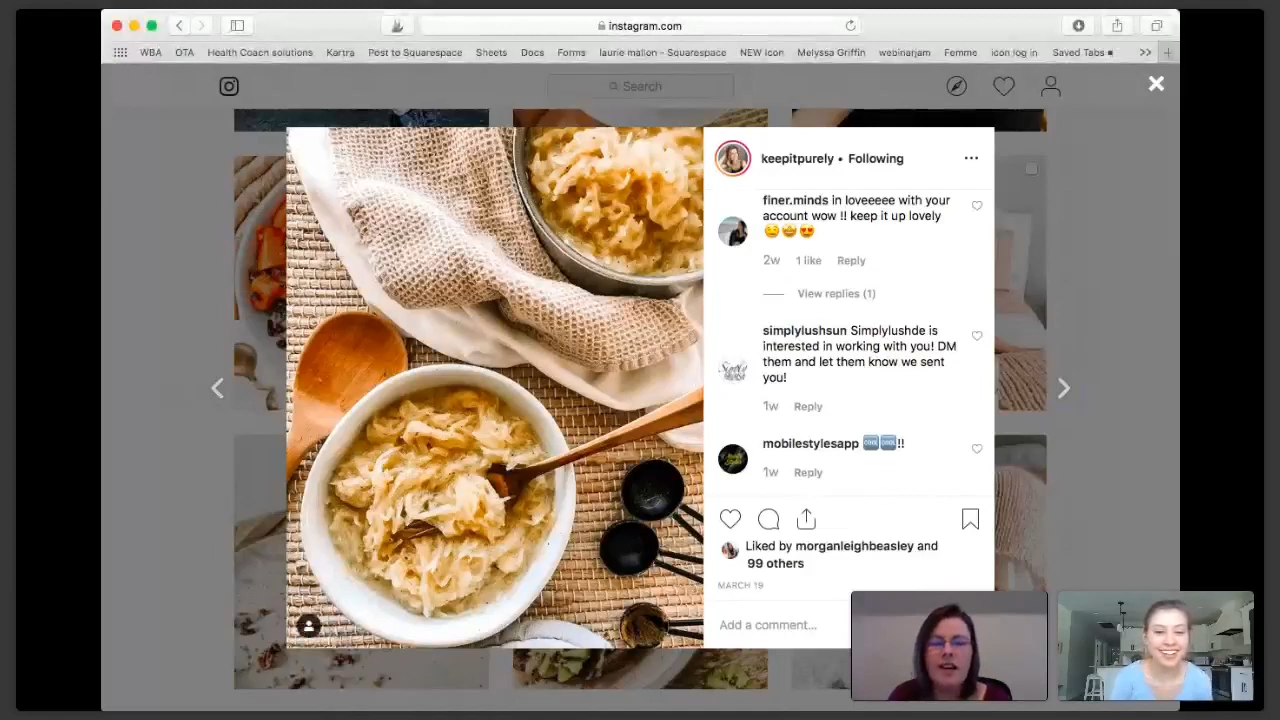 instagram.com
WBA OTA Health Coach solutions Kartra Post to Squarespace Sheets Docs Forms laurie mallon - Squarespace NEW icon Melyssa Griffin webinarjam Femme icon log in Saved Tabs
Search
keepitpurely • Following
finer.minds in loveeeee with your
account wow !! keep it up lovely
2w 1 like Reply
View replies (1)
simplylushsun Simplylushde is
interested in working with you! DM
them and let them know we sent
you!
1w Reply
mobilestylesapp 🆒🆒!!
1w Reply
Liked by morganleighbeasley and
99 others
MARCH 19
Add a comment...